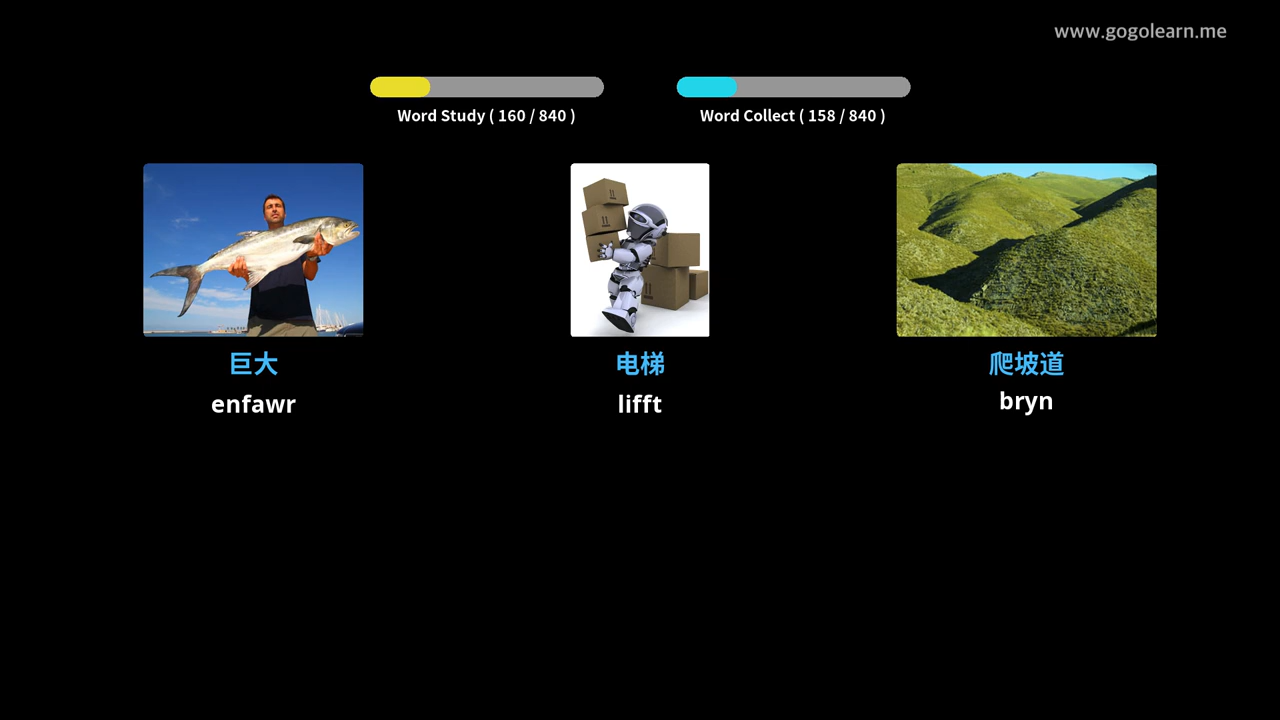 www.gogolearn.me
Word Study ( 160 / 840 )
Word Collect ( 158 / 840 )
巨大
电梯
爬坡道
enfawr
lifft
bryn